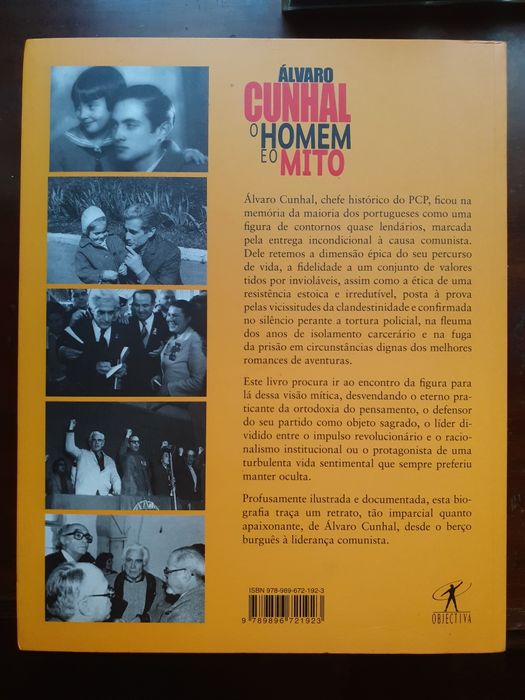 ÁLVARO
CUNHAL
O HOMEM
E O MITO
Álvaro Cunhal, chefe histórico do PCP, ficou na
memória da maioria dos portugueses como uma
figura de contornos quase lendários, marcada
pela entrega incondicional à causa comunista.
Dele retemos a dimensão épica do seu percurso
de vida, a fidelidade a um conjunto de valores
tidos por invioláveis, assim como a ética de uma
resistência estoica e irredutível, posta à prova
pelas vicissitudes da clandestinidade e confirmada
no silêncio perante a tortura policial, na fleuma
dos anos de isolamento carcerário e na fuga
da prisão em circunstâncias dignas dos melhores
romances de aventuras.
Este livro procura ir ao encontro da figura para
lá dessa visão mítica, desvendando o eterno pra-
ticante da ortodoxia do pensamento, o defensor
do seu partido como objeto sagrado, o líder di-
vidido entre o impulso revolucionário e o racio-
nalismo institucional ou o protagonista de uma
turbulenta vida sentimental que sempre preferiu
manter oculta.
Profusamente ilustrada e documentada, esta bio-
grafia traça um retrato, tão imparcial quanto
apaixonante, de Álvaro Cunhal, desde o berço
burguês à liderança comunista.
ISBN 978-989-672-192-3
9 789896 721923
OBJECTIVA